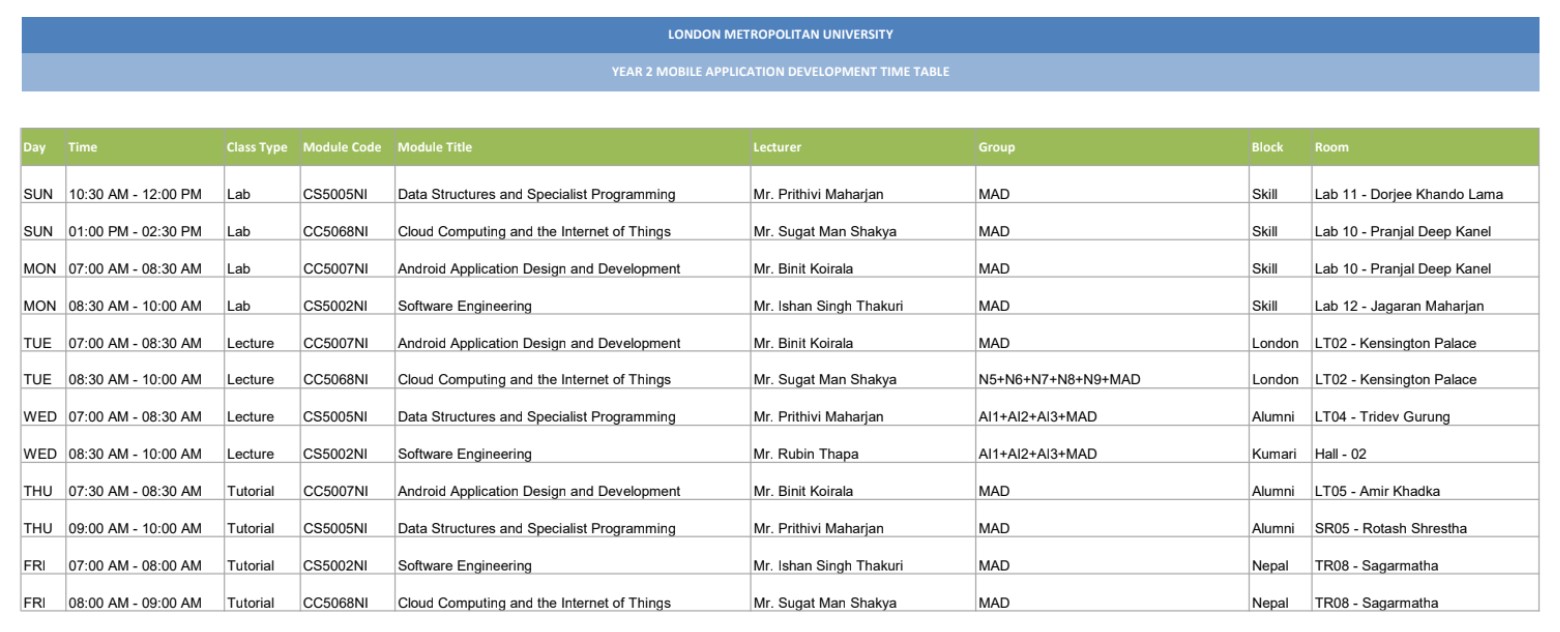 LONDON METROPOLITAN UNIVERSITY
YEAR 2 MOBILE APPLICATION DEVELOPMENT TIME TABLE
Day Time Class Type Module Code Module Title Lecturer Group Block Room
SUN 10:30 AM - 12:00 PM Lab CS5005NI Data Structures and Specialist Programming Mr. Prithivi Maharjan MAD Skill Lab 11 - Dorjee Khando Lama
SUN 01:00 PM - 02:30 PM Lab CC5068NI Cloud Computing and the Internet of Things Mr. Sugat Man Shakya MAD Skill Lab 10 - Pranjal Deep Kanel
MON 07:00 AM - 08:30 AM Lab CC5007NI Android Application Design and Development Mr. Binit Koirala MAD Skill Lab 10 - Pranjal Deep Kanel
MON 08:30 AM - 10:00 AM Lab CS5002NI Software Engineering Mr. Ishan Singh Thakuri MAD Skill Lab 12 - Jagaran Maharjan
TUE 07:00 AM - 08:30 AM Lecture CC5007NI Android Application Design and Development Mr. Binit Koirala MAD London LT02 - Kensington Palace
TUE 08:30 AM - 10:00 AM Lecture CC5068NI Cloud Computing and the Internet of Things Mr. Sugat Man Shakya N5+N6+N7+N8+N9+MAD London LT02 - Kensington Palace
WED 07:00 AM - 08:30 AM Lecture CS5005NI Data Structures and Specialist Programming Mr. Prithivi Maharjan AI1+AI2+AI3+MAD Alumni LT04 - Tridev Gurung
WED 08:30 AM - 10:00 AM Lecture CS5002NI Software Engineering Mr. Rubin Thapa AI1+AI2+AI3+MAD Kumari Hall - 02
THU 07:30 AM - 08:30 AM Tutorial CC5007NI Android Application Design and Development Mr. Binit Koirala MAD Alumni LT05 - Amir Khadka
THU 09:00 AM - 10:00 AM Tutorial CS5005NI Data Structures and Specialist Programming Mr. Prithivi Maharjan MAD Alumni SR05 - Rotash Shrestha
FRI 07:00 AM - 08:00 AM Tutorial CS5002NI Software Engineering Mr. Ishan Singh Thakuri MAD Nepal TR08 - Sagarmatha
FRI 08:00 AM - 09:00 AM Tutorial CC5068NI Cloud Computing and the Internet of Things Mr. Sugat Man Shakya MAD Nepal TR08 - Sagarmatha